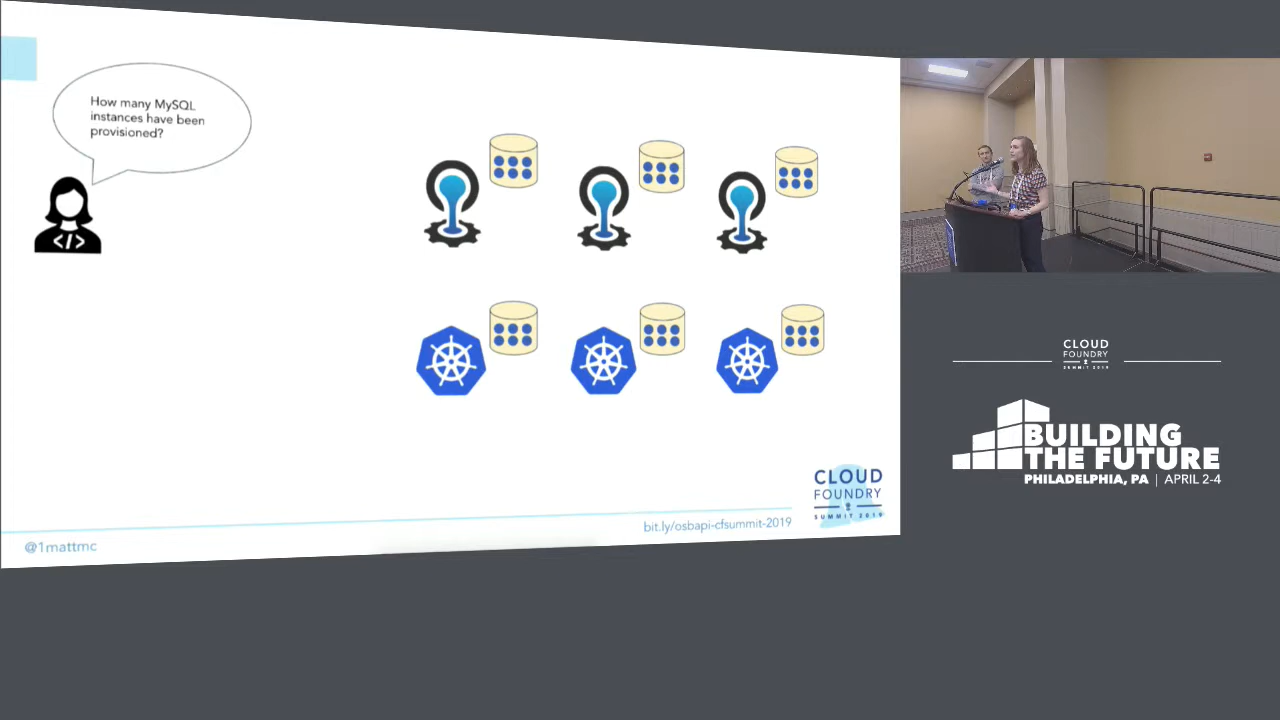 How many MySQL
instances have been
provisioned?
</>
CLOUD
FOUNDRY
SUMMIT 2019
bit.ly/osbapi-cfsummit-2019
@1mattmc
CLOUD
FOUNDRY
SUMMIT 2019
BUILDING
THE FUTURE
PHILADELPHIA, PA | APRIL 2-4